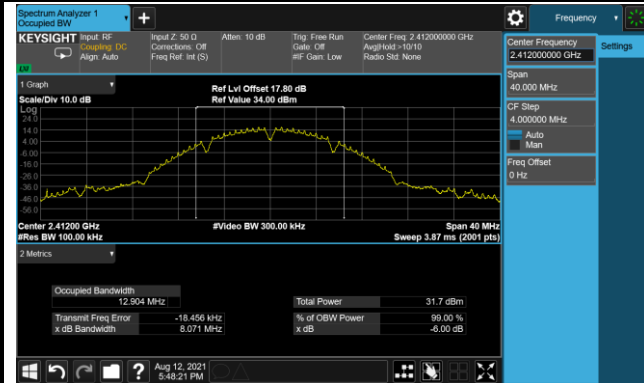 Spectrum Analyzer 1
Occupied BW
+
Frequency
KEYSIGHT
Input: RF
Coupling: DC
Align: Auto
Input Z: 50 Ω
Corrections: Off
Freq Ref: Int (S)
Atten: 10 dB
Trig: Free Run
Gate: Off
#IF Gain: Low
Center Freq: 2.412000000 GHz
Avg|Hold:>10/10
Radio Std: None
Center Frequency
2.412000000 GHz
Settings
Span
40.000 MHz
CF Step
4.000000 MHz
Auto
Man
Freq Offset
0 Hz
1 Graph
Scale/Div 10.0 dB
Ref Lvl Offset 17.80 dB
Ref Value 34.00 dBm
Log
24.0
14.0
4.00
-6.00
-16.0
-26.0
-36.0
-46.0
-56.0
Center 2.41200 GHz
#Video BW 300.00 kHz
Span 40 MHz
#Res BW 100.00 kHz
Sweep 3.87 ms (2001 pts)
2 Metrics
Occupied Bandwidth
12.904 MHz
Total Power 31.7 dBm
Transmit Freq Error -18.456 kHz
% of OBW Power 99.00 %
x dB Bandwidth 8.071 MHz
x dB -6.00 dB
?
Aug 12, 2021
5:48:21 PM